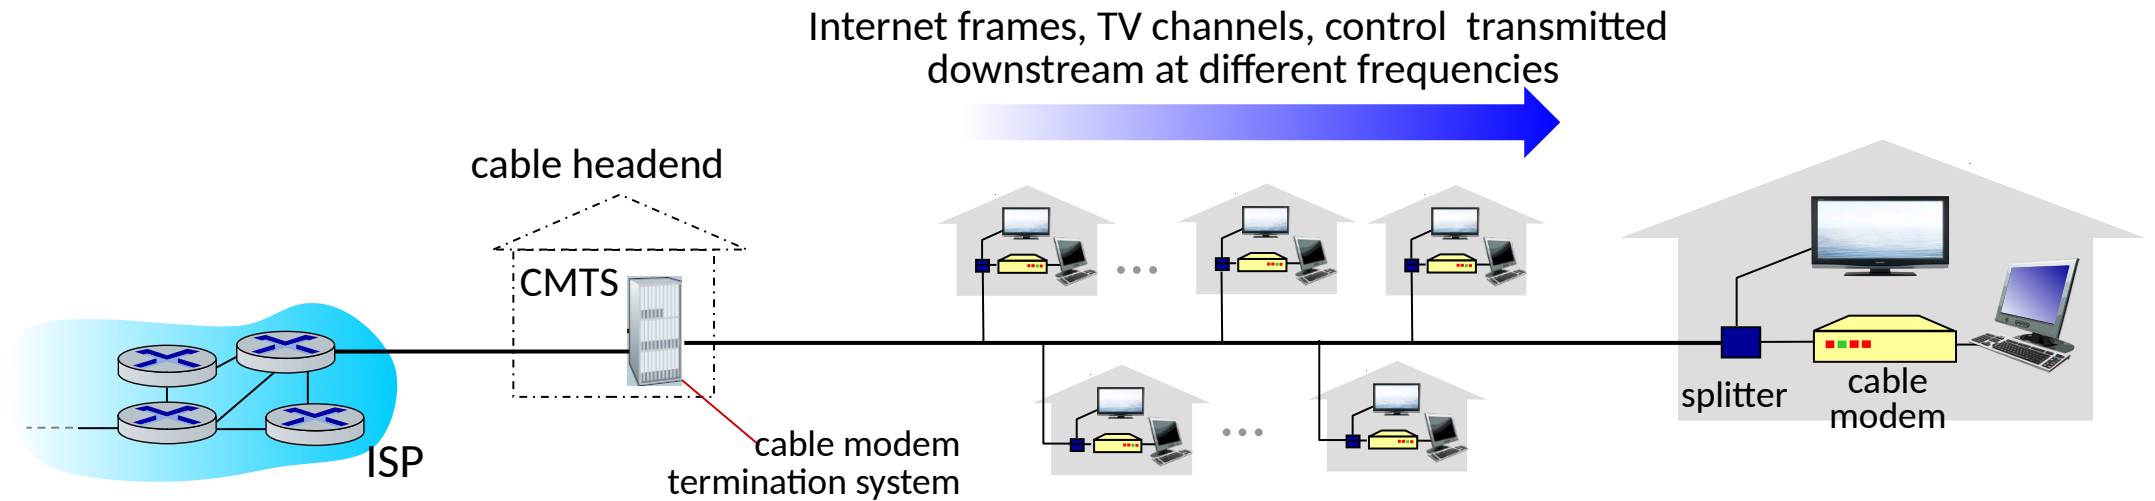 Internet frames, TV channels, control  transmitted
downstream at different frequencies
cable headend
CMTS
ISP
cable modem
termination system
splitter
cable
modem